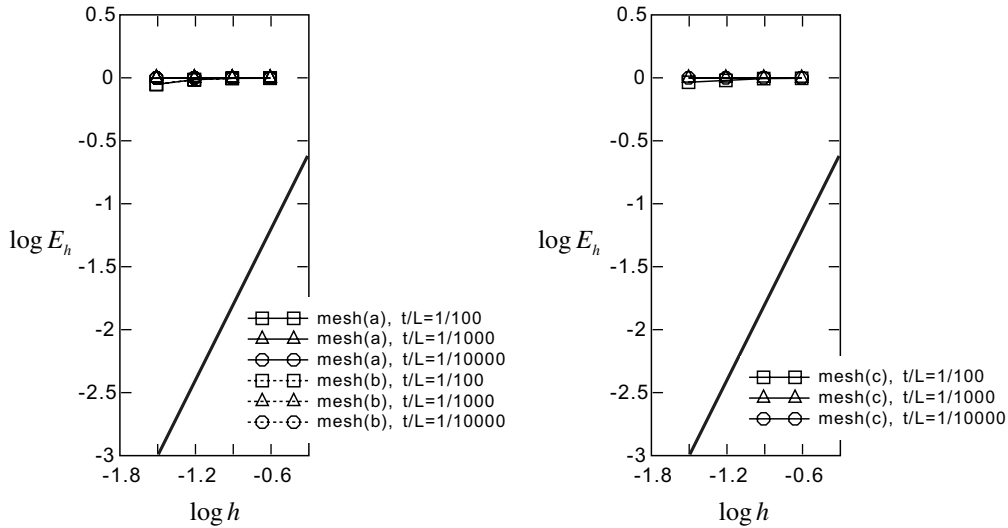 0.5
0
-0.5
-1
-1.5
-2
-2.5
-3
log E_h
-1.8
-1.2
-0.6
log h
mesh(a), t/L=1/100
mesh(a), t/L=1/1000
mesh(a), t/L=1/10000
mesh(b), t/L=1/100
mesh(b), t/L=1/1000
mesh(b), t/L=1/10000
0.5
0
-0.5
-1
-1.5
-2
-2.5
-3
log E_h
-1.8
-1.2
-0.6
log h
mesh(c), t/L=1/100
mesh(c), t/L=1/1000
mesh(c), t/L=1/10000